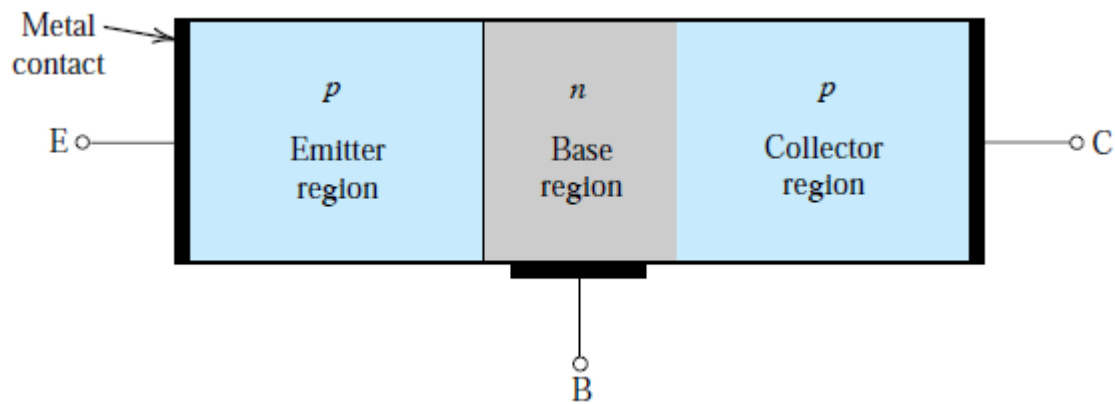 Metal
contact
p
n
p
E
Emitter
region
Base
region
Collector
region
C
B